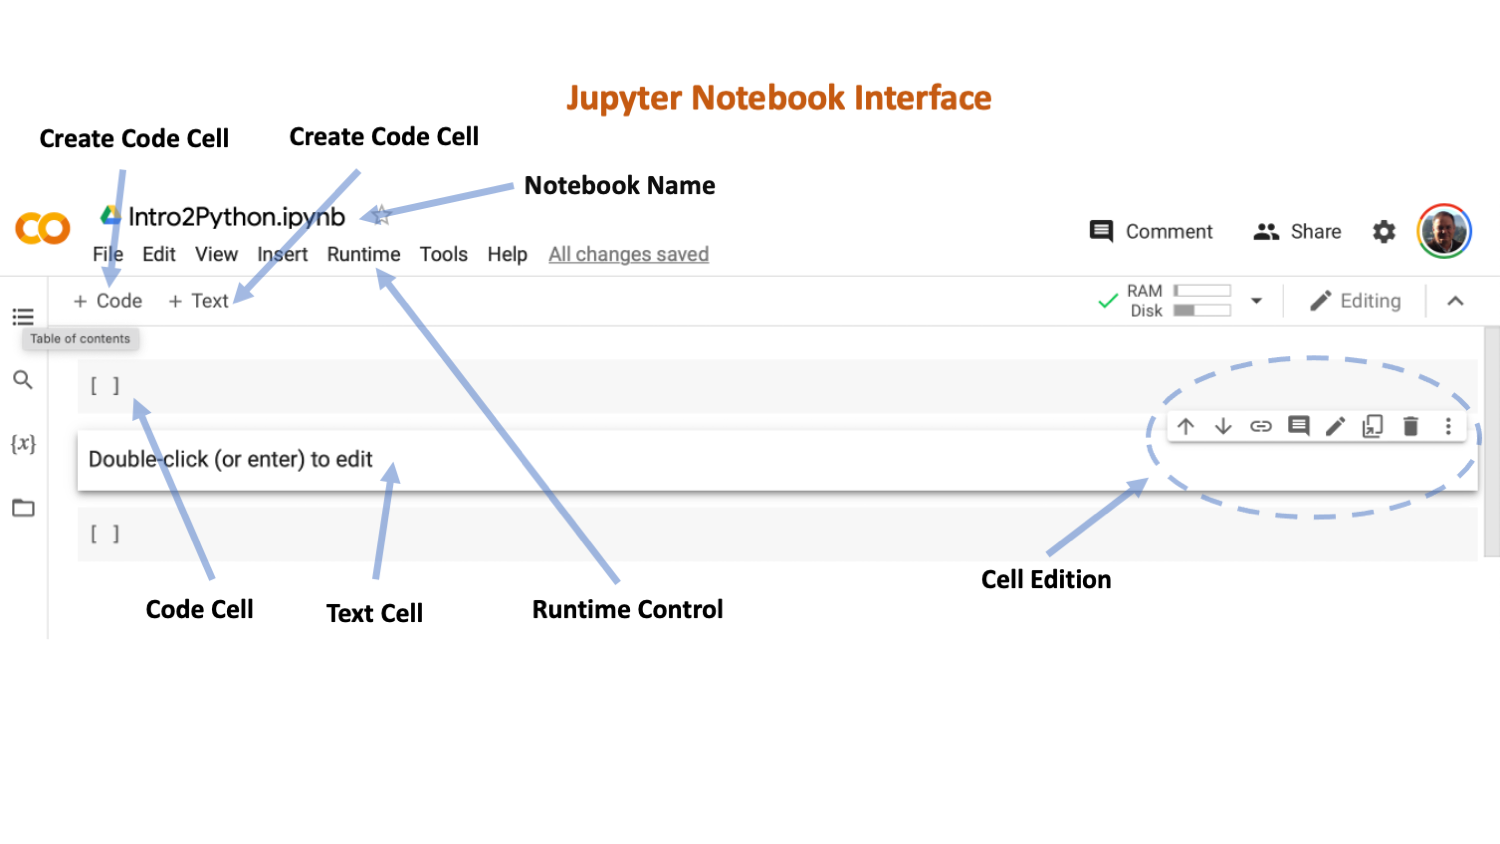 Jupyter Notebook Interface
Create Code Cell
Create Code Cell
Notebook Name
CO
Intro2Python.ipynb
File Edit View Insert Runtime Tools Help All changes saved
Comment Share
+ Code + Text
RAM
Disk
Editing
Table of contents
[ ]
{x}
Double-click (or enter) to edit
[ ]
Cell Edition
Code Cell
Text Cell
Runtime Control